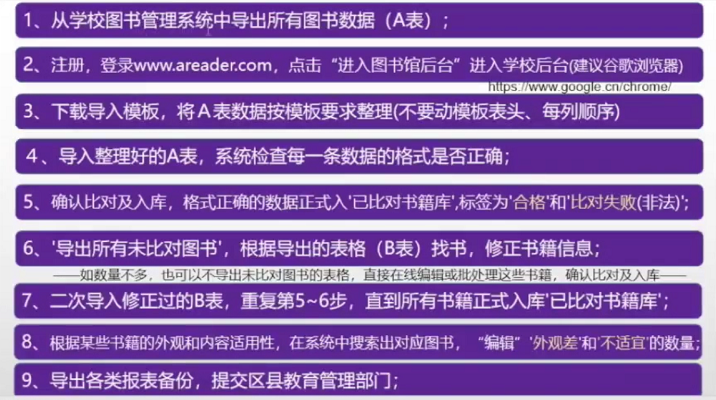 1、从学校图书管理系统中导出所有图书数据（A表）；
2、注册，登录www.areader.com，点击“进入图书馆后台”进入学校后台(建议谷歌浏览器)
https://www.google.cn/chrome/
3、下载导入模板，将A表数据按模板要求整理(不要动模板表头、每列顺序)
4、导入整理好的A表，系统检查每一条数据的格式是否正确；
5、确认比对及入库，格式正确的数据正式入'已比对书籍库',标签为'合格'和'比对失败(非法)';
6、'导出所有未比对图书'，根据导出的表格（B表）找书，修正书籍信息；
——如数量不多，也可以不导出未比对图书的表格，直接在线编辑或批处理这些书籍，确认比对及入库——
7、二次导入修正过的B表，重复第5~6步，直到所有书籍正式入库'已比对书籍库'；
8、根据某些书籍的外观和内容适用性，在系统中搜索出对应图书，“编辑”'外观差'和'不适宜'的数量；
9、导出各类报表备份，提交区县教育管理部门；